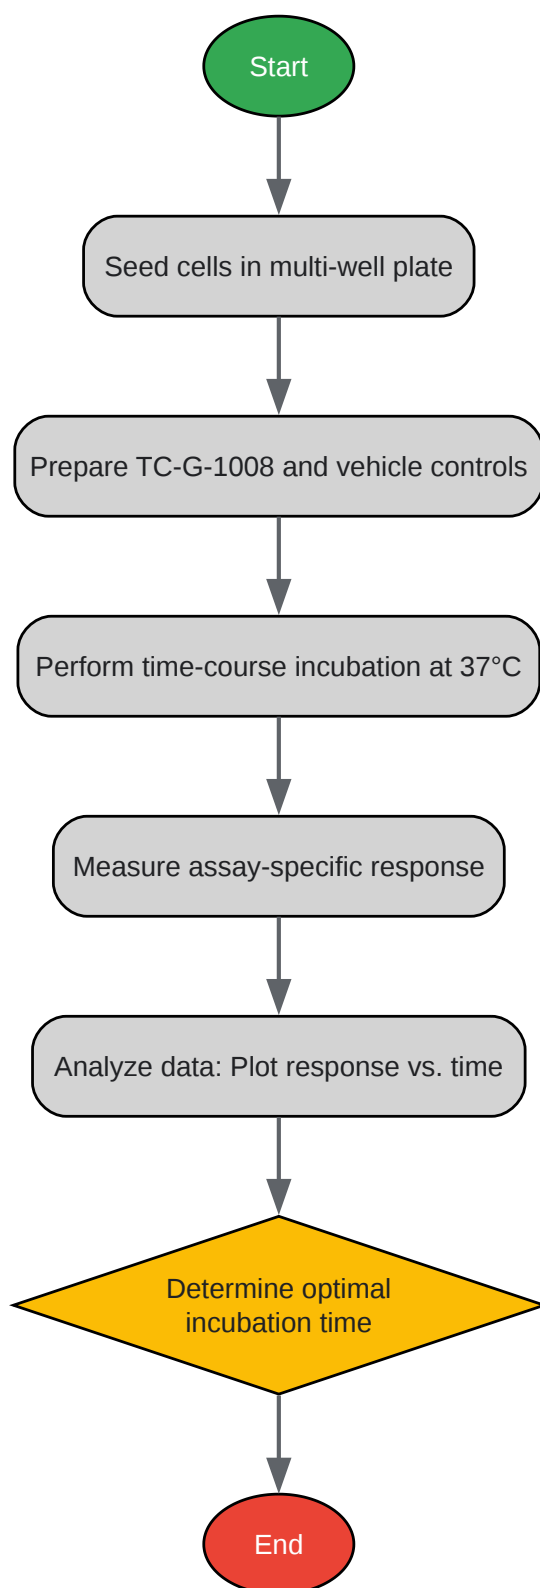 Start
Seed cells in multi-well plate
Prepare TC-G-1008 and vehicle controls
Perform time-course incubation at 37°C
Measure assay-specific response
Analyze data: Plot response vs. time
Determine optimal
incubation time
End